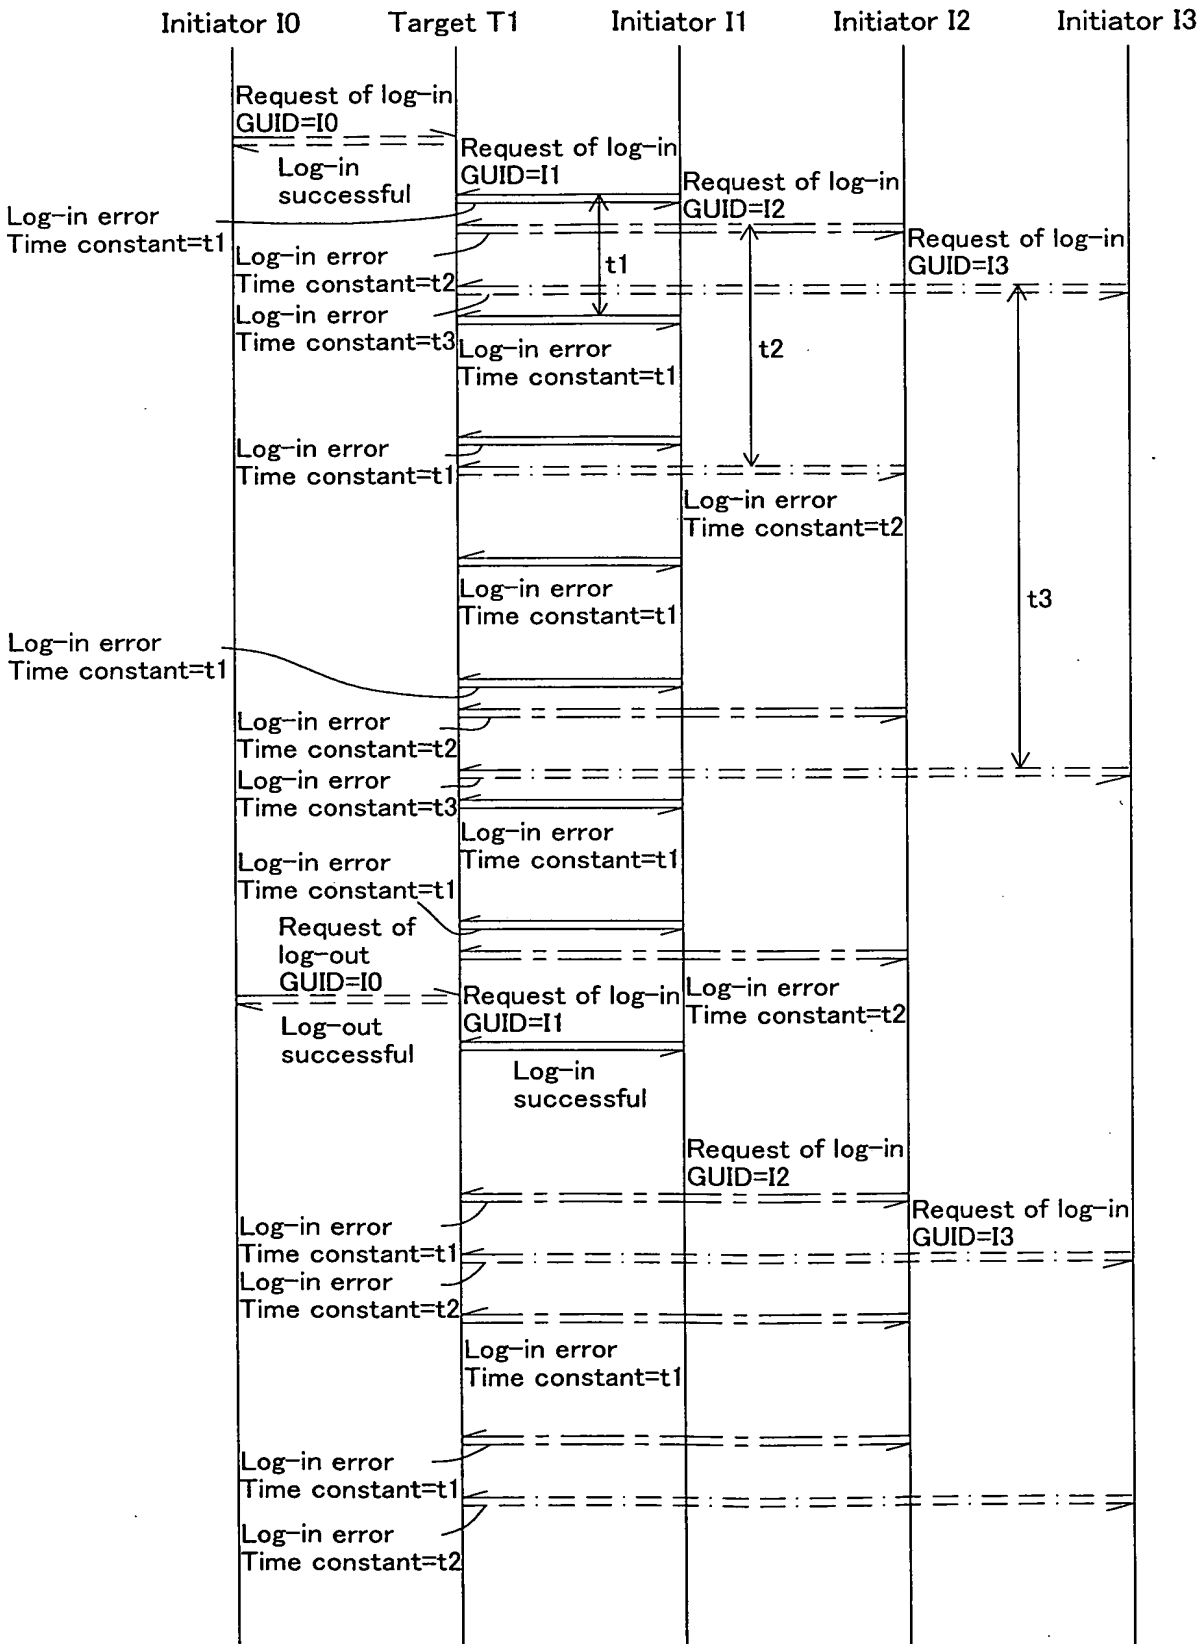 Initiator I0
Target T1
Initiator I1
Initiator I2
Initiator I3
Request of log-in
GUID=I0
Log-in
successful
Request of log-in
GUID=I1
Request of log-in
GUID=I2
Log-in error
Time constant=t1
Request of log-in
GUID=I3
Log-in error
Time constant=t2
t1
Log-in error
Time constant=t3
t2
Log-in error
Time constant=t1
Log-in error
Time constant=t1
Log-in error
Time constant=t2
Log-in error
Time constant=t1
t3
Log-in error
Time constant=t1
Log-in error
Time constant=t2
Log-in error
Time constant=t3
Log-in error
Time constant=t1
Log-in error
Time constant=t1
Request of
log-out
GUID=I0
Log-out
successful
Request of log-in
GUID=I1
Log-in error
Time constant=t2
Log-in
successful
Request of log-in
GUID=I2
Log-in error
Time constant=t1
Request of log-in
GUID=I3
Log-in error
Time constant=t2
Log-in error
Time constant=t1
Log-in error
Time constant=t1
Log-in error
Time constant=t2